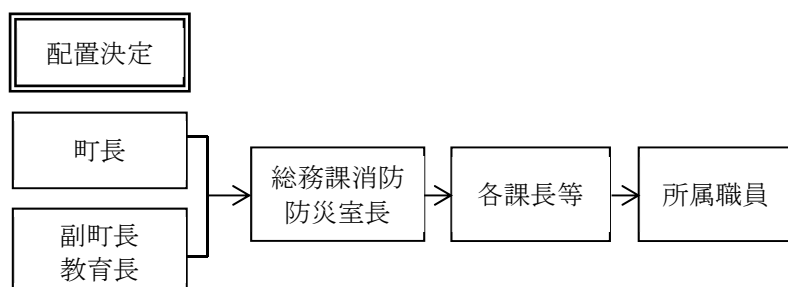 配置決定
町長
副町長
教育長
総務課消防
防災室長
各課長等
所属職員